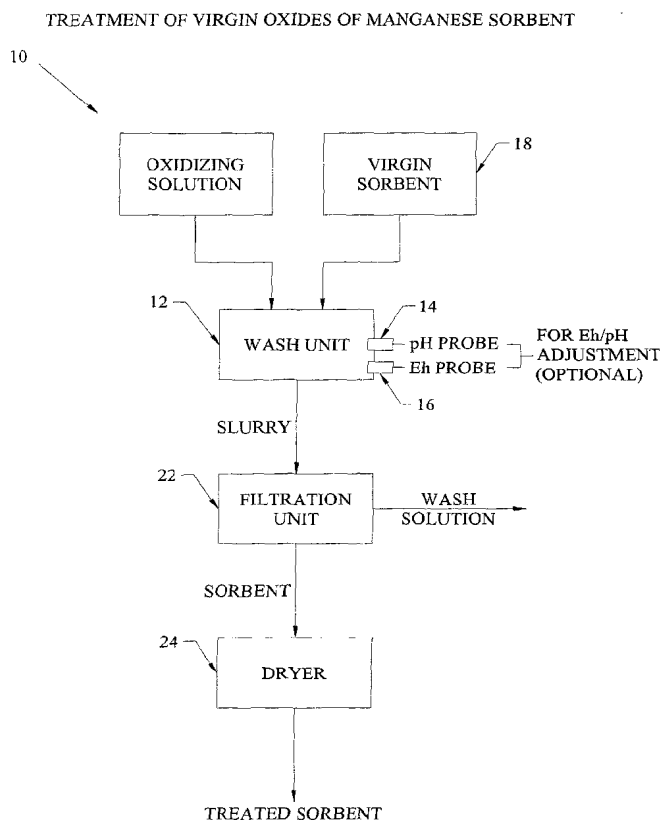 TREATMENT OF VIRGIN OXIDES OF MANGANESE SORBENT
10
OXIDIZING
SOLUTION
VIRGIN
SORBENT
18
12
WASH UNIT
14
pH PROBE
Eh PROBE
16
FOR Eh/pH
ADJUSTMENT
(OPTIONAL)
SLURRY
22
FILTRATION
UNIT
WASH
SOLUTION
SORBENT
24
DRYER
TREATED SORBENT